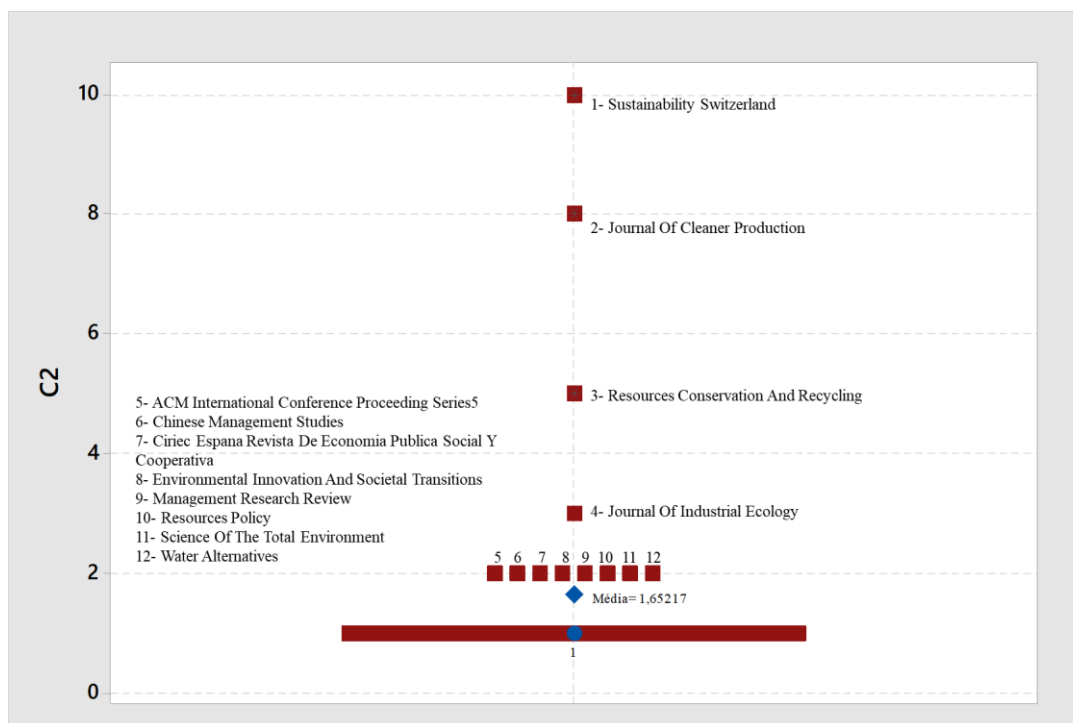 10
1- Sustainability Switzerland
8
2- Journal Of Cleaner Production
6
C2
3- Resources Conservation And Recycling
5- ACM International Conference Proceeding Series5
6- Chinese Management Studies
7- Ciriec Espana Revista De Economia Publica Social Y
Cooperativa
4
8- Environmental Innovation And Societal Transitions
9- Management Research Review
10- Resources Policy
11- Science Of The Total Environment
12- Water Alternatives
4- Journal Of Industrial Ecology
5 6 7 8 9 10 11 12
2
Média= 1,65217
1
0